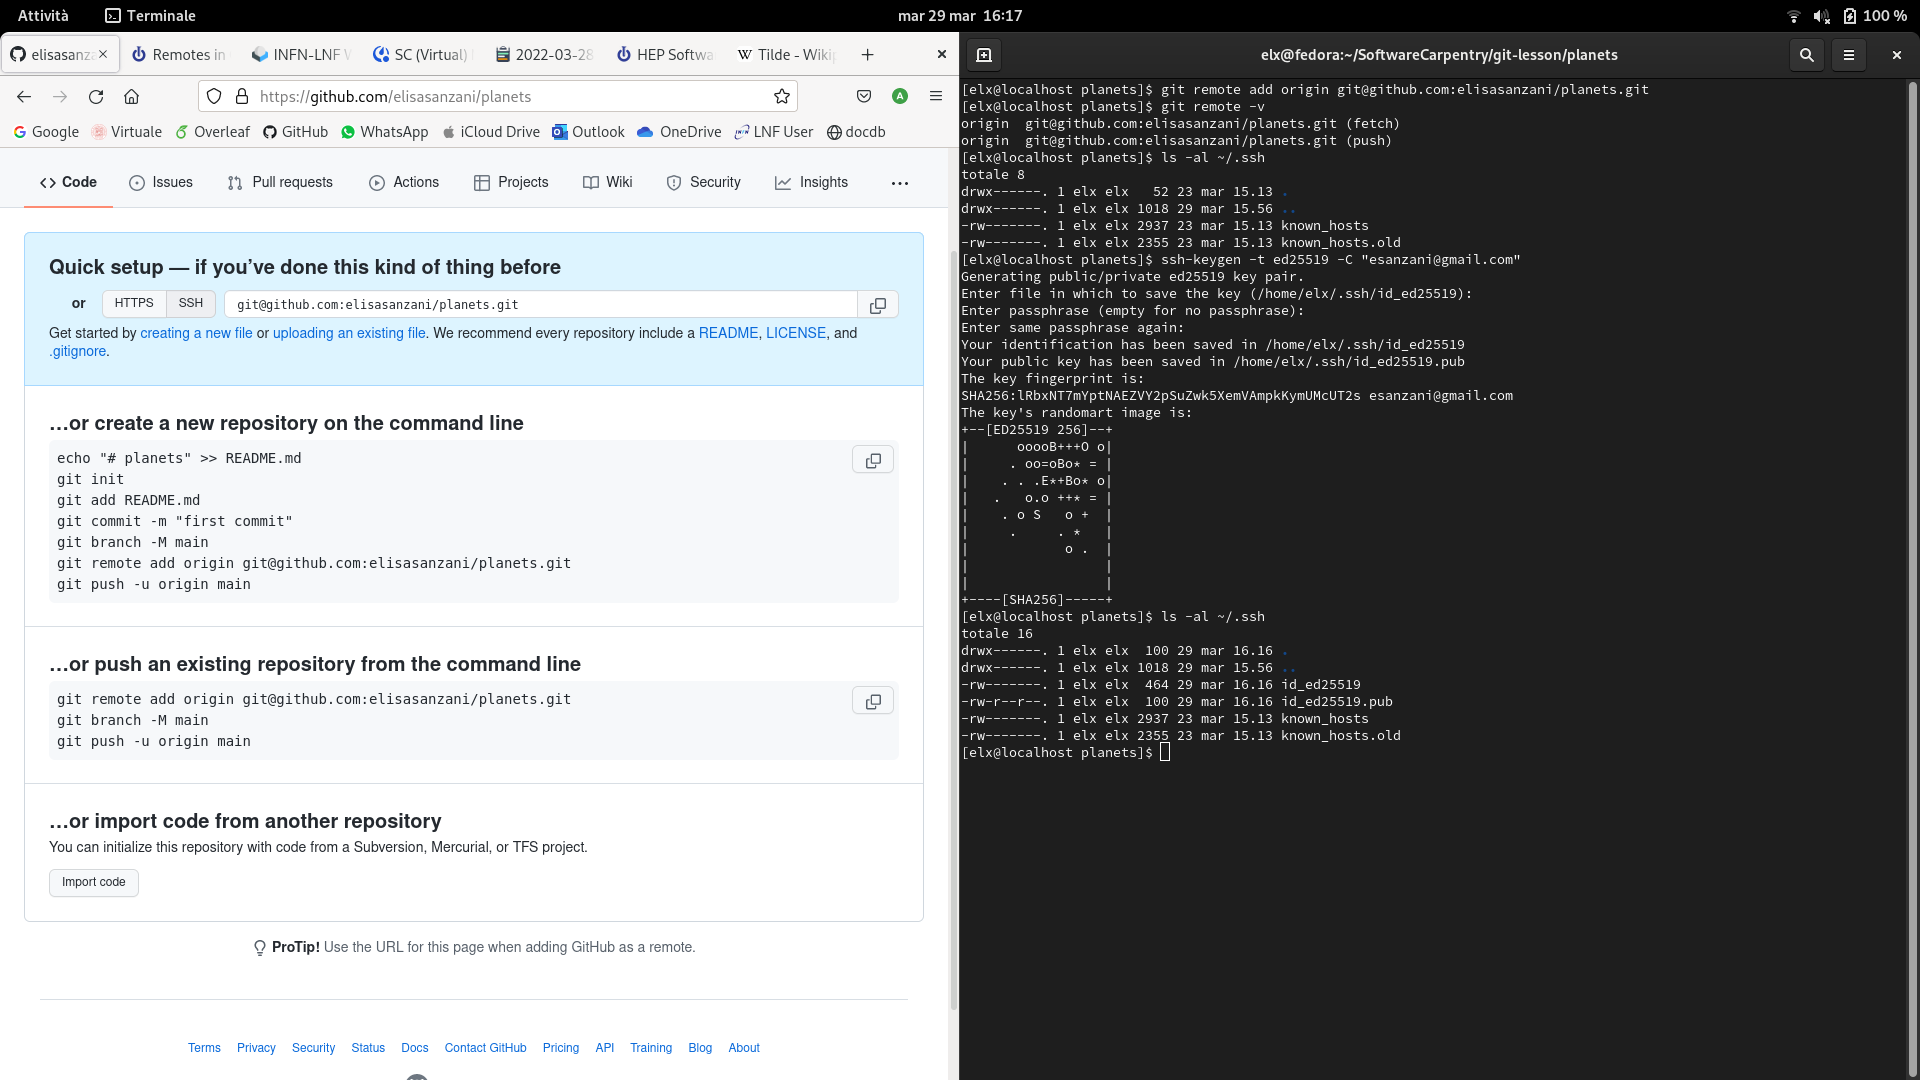 Attività
Terminale
mar 29 mar 16:17
100 %
elisasanz
Remotes in
INFN-LNF W
SC (Virtual)
2022-03-28
HEP Softwa
Tilde - Wiki
https://github.com/elisasanzani/planets
A
Google
Virtuale
Overleaf
GitHub
WhatsApp
iCloud Drive
Outlook
OneDrive
LNF User
docdb
Code
Issues
Pull requests
Actions
Projects
Wiki
Security
Insights
Quick setup — if you’ve done this kind of thing before
or
HTTPS
SSH
git@github.com:elisasanzani/planets.git
Get started by creating a new file or uploading an existing file. We recommend every repository include a README, LICENSE, and
.gitignore.
…or create a new repository on the command line
echo "# planets" >> README.md
git init
git add README.md
git commit -m "first commit"
git branch -M main
git remote add origin git@github.com:elisasanzani/planets.git
git push -u origin main
…or push an existing repository from the command line
git remote add origin git@github.com:elisasanzani/planets.git
git branch -M main
git push -u origin main
…or import code from another repository
You can initialize this repository with code from a Subversion, Mercurial, or TFS project.
Import code
ProTip! Use the URL for this page when adding GitHub as a remote.
Terms
Privacy
Security
Status
Docs
Contact GitHub
Pricing
API
Training
Blog
About
elx@fedora:~/SoftwareCarpentry/git-lesson/planets
[elx@localhost planets]$ git remote add origin git@github.com:elisasanzani/planets.git
[elx@localhost planets]$ git remote -v
origin  git@github.com:elisasanzani/planets.git (fetch)
origin  git@github.com:elisasanzani/planets.git (push)
[elx@localhost planets]$ ls -al ~/.ssh
totale 8
drwx------. 1 elx elx   52 23 mar 15.13 .
drwx------. 1 elx elx 1018 29 mar 15.56 ..
-rw-------. 1 elx elx 2937 23 mar 15.13 known_hosts
-rw-------. 1 elx elx 2355 23 mar 15.13 known_hosts.old
[elx@localhost planets]$ ssh-keygen -t ed25519 -C "esanzani@gmail.com"
Generating public/private ed25519 key pair.
Enter file in which to save the key (/home/elx/.ssh/id_ed25519):
Enter passphrase (empty for no passphrase):
Enter same passphrase again:
Your identification has been saved in /home/elx/.ssh/id_ed25519
Your public key has been saved in /home/elx/.ssh/id_ed25519.pub
The key fingerprint is:
SHA256:lRbxNT7mYptNAEZVY2pSuZwk5XemVAmpkKymUMcUT2s esanzani@gmail.com
The key's randomart image is:
+--[ED25519 256]--+
|      ooooB+++O o|
|     . oo=oBo* = |
|    . . .E*+Bo* o|
|   .   o.o ++* = |
|    . o S   o +  |
|     .     . *   |
|            o .  |
|                 |
|                 |
+----[SHA256]-----+
[elx@localhost planets]$ ls -al ~/.ssh
totale 16
drwx------. 1 elx elx  100 29 mar 16.16 .
drwx------. 1 elx elx 1018 29 mar 15.56 ..
-rw-------. 1 elx elx  464 29 mar 16.16 id_ed25519
-rw-r--r--. 1 elx elx  100 29 mar 16.16 id_ed25519.pub
-rw-------. 1 elx elx 2937 23 mar 15.13 known_hosts
-rw-------. 1 elx elx 2355 23 mar 15.13 known_hosts.old
[elx@localhost planets]$